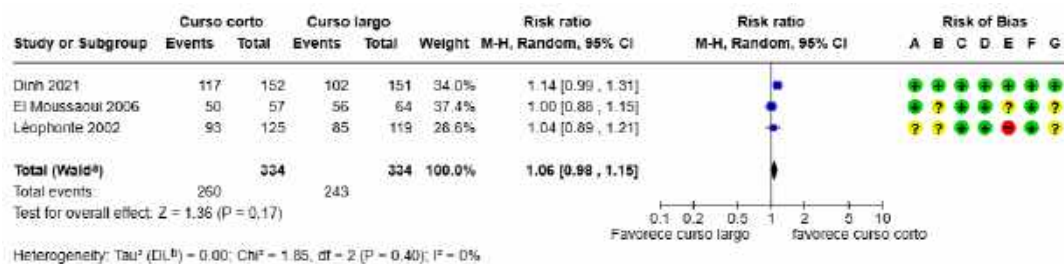 Curso corto Curso largo Risk ratio Risk ratio Risk of Bias
Study or Subgroup Events Total Events Total Weight M-H, Random, 95% CI M-H, Random, 95% CI A B C D E F G
Dinh 2021 117 152 102 151 34.0% 1.14 [0.99 , 1.31] + + + + + + +
El Moussaoui 2006 50 57 56 64 37.4% 1.00 [0.88 , 1.15] + ? + + ? + ?
Léophonte 2002 93 125 85 119 28.6% 1.04 [0.89 , 1.21] ? ? + + − + ?
Total (Waldᵃ) 334 334 100.0% 1.06 [0.98 , 1.15]
Total events: 260 243
Test for overall effect: Z = 1.36 (P = 0.17)
0.1 0.2 0.5 1 2 5 10
Favorece curso largo favorece curso corto
Heterogeneity: Tau² (DLᵇ) = 0.00; Chi² = 1.85, df = 2 (P = 0.40); I² = 0%